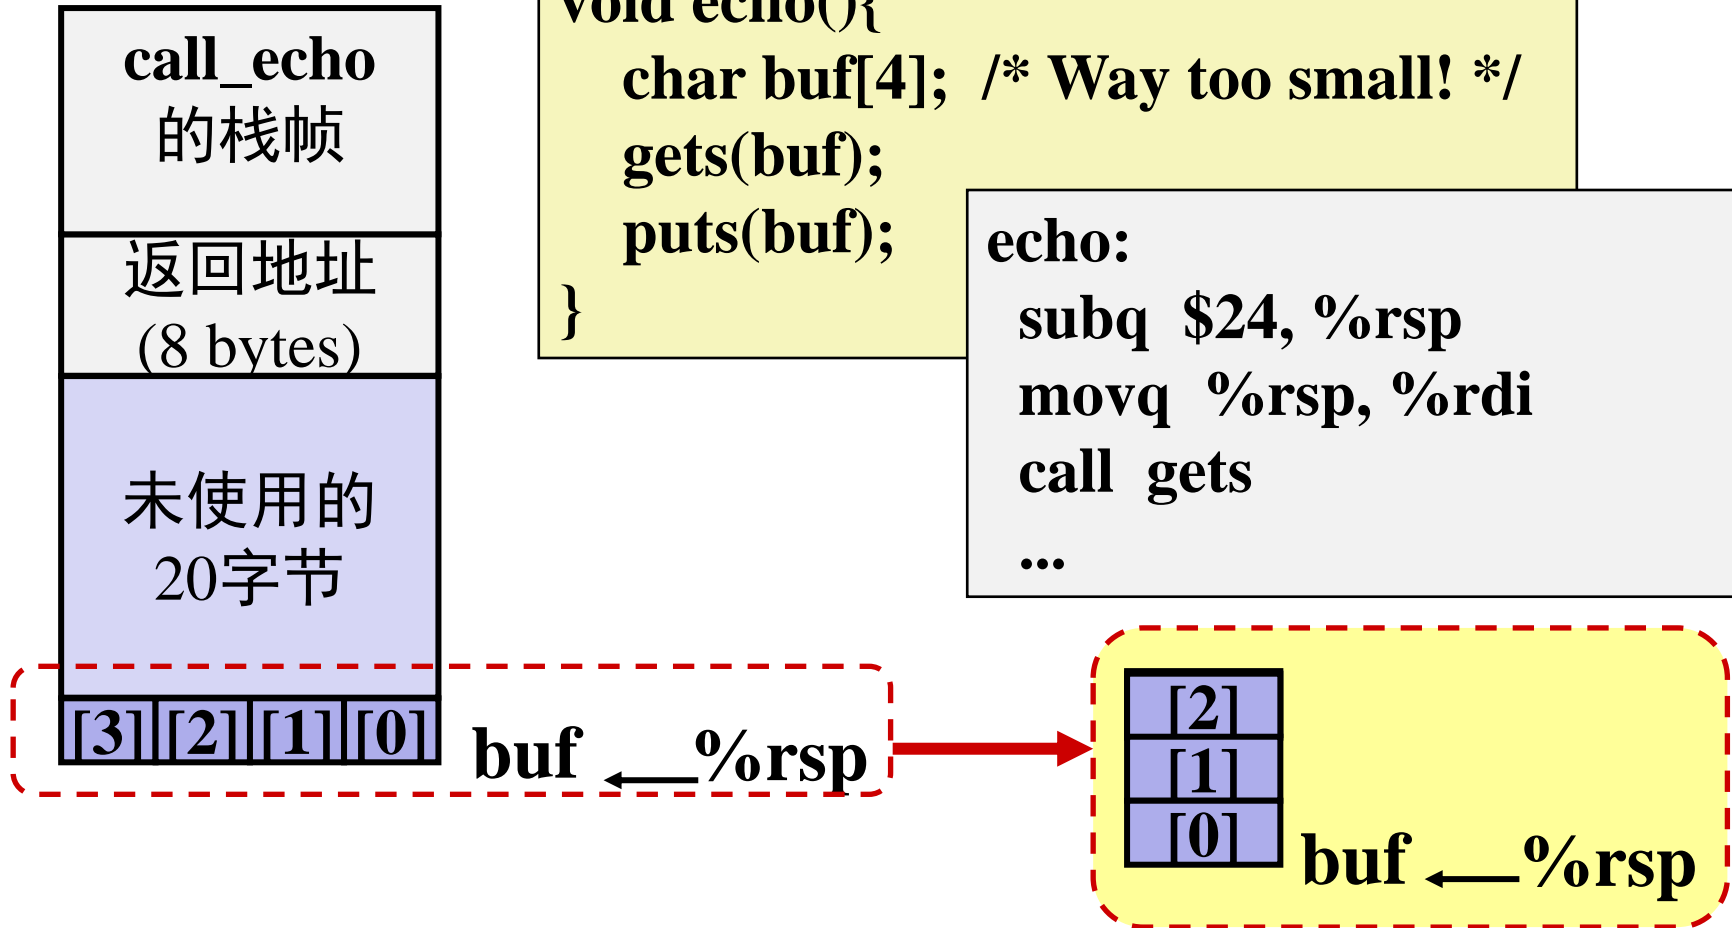 call_echo
的栈帧
返回地址
(8 bytes)
未使用的
20字节
[3] [2] [1] [0]
buf %rsp
void echo(){
char buf[4]; /* Way too small! */
gets(buf);
puts(buf);
}
echo:
subq $24, %rsp
movq %rsp, %rdi
call gets
...
[2]
[1]
[0]
buf %rsp